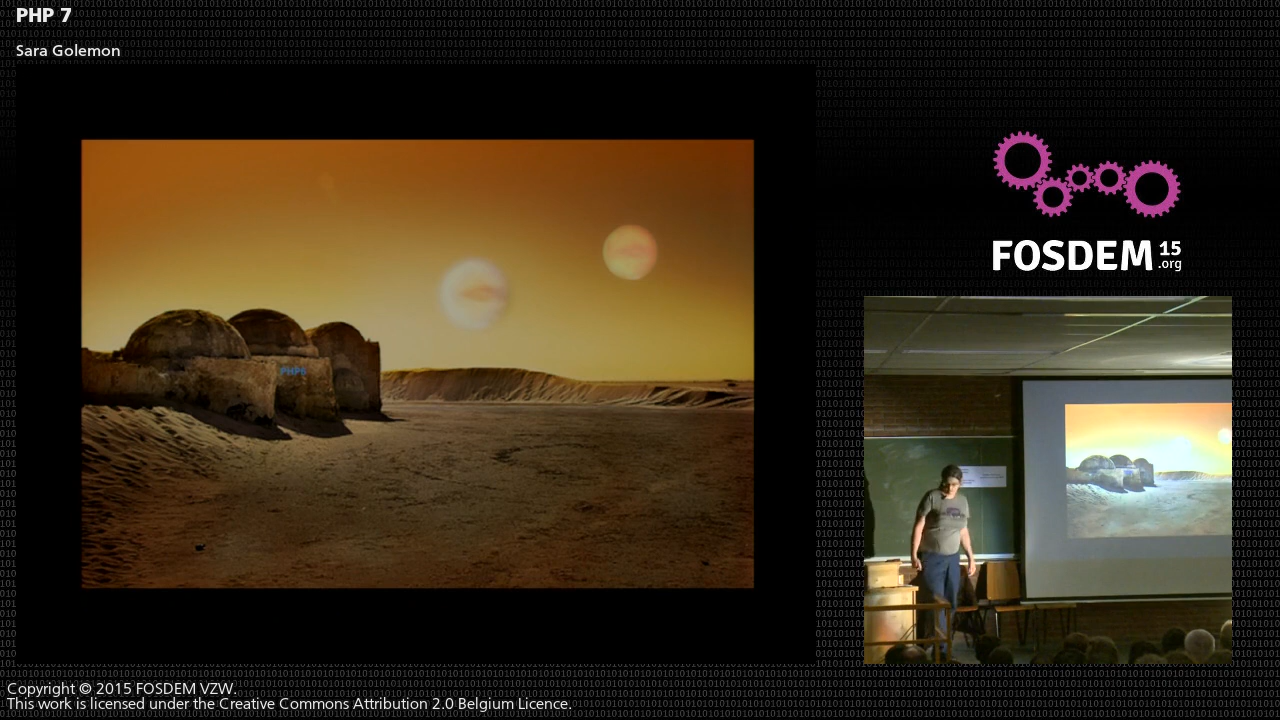 PHP 7
Sara Golemon
PHP6
FOSDEM 15
.org
Copyright © 2015 FOSDEM VZW.
This work is licensed under the Creative Commons Attribution 2.0 Belgium Licence.